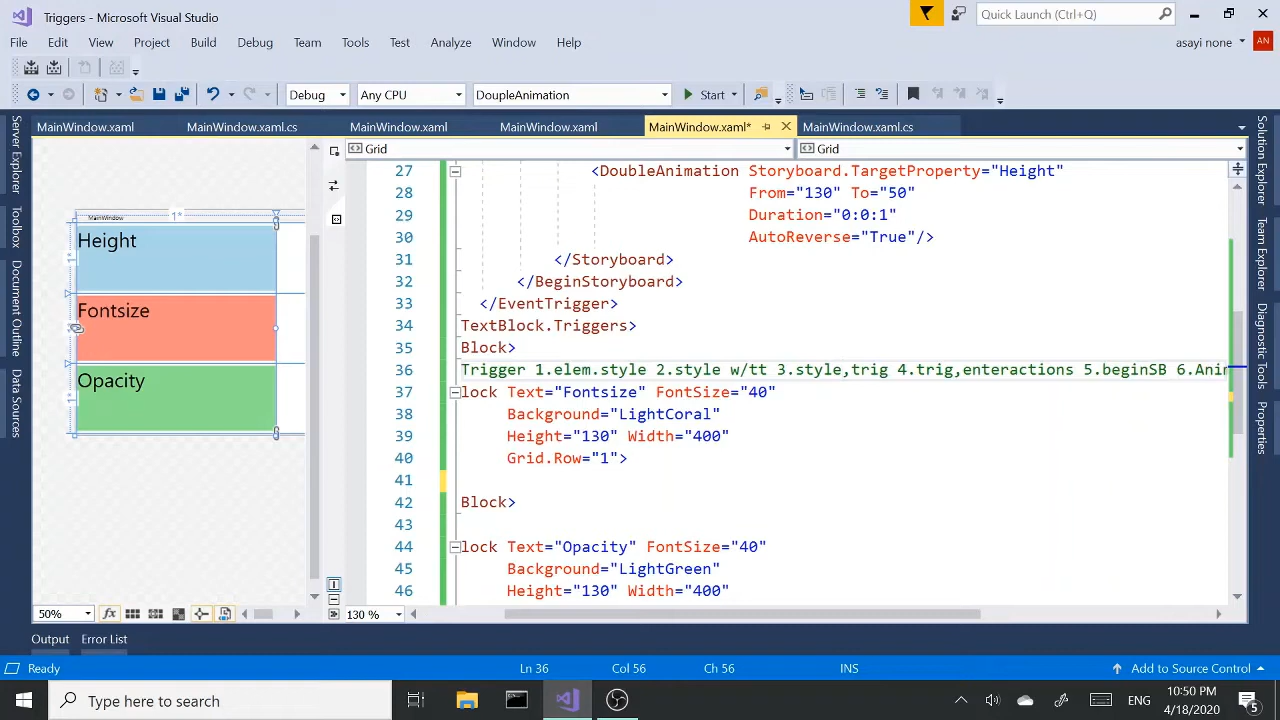 Triggers - Microsoft Visual Studio
Quick Launch (Ctrl+Q)
File Edit View Project Build Debug Team Tools Test Analyze Window Help
asayi none AN
Debug Any CPU DoupleAnimation Start
MainWindow.xaml MainWindow.xaml.cs MainWindow.xaml MainWindow.xaml MainWindow.xaml* MainWindow.xaml.cs
Grid Grid
Server Explorer
Toolbox
Document Outline
Data Sources
MainWindow
1*
Height
1*
Fontsize
Opacity
1*
27 <DoubleAnimation Storyboard.TargetProperty="Height"
28 From="130" To="50"
29 Duration="0:0:1"
30 AutoReverse="True"/>
31 </Storyboard>
32 </BeginStoryboard>
33 </EventTrigger>
34 TextBlock.Triggers>
35 Block>
36 Trigger 1.elem.style 2.style w/tt 3.style,trig 4.trig,enteractions 5.beginSB 6.Anim
37 lock Text="Fontsize" FontSize="40"
38 Background="LightCoral"
39 Height="130" Width="400"
40 Grid.Row="1">
41
42 Block>
43
44 lock Text="Opacity" FontSize="40"
45 Background="LightGreen"
46 Height="130" Width="400"
Solution Explorer
Team Explorer
Diagnostic Tools
Properties
50% fx 130 %
Output Error List
Ready Ln 36 Col 56 Ch 56 INS Add to Source Control
Type here to search
ENG
10:50 PM
4/18/2020
5